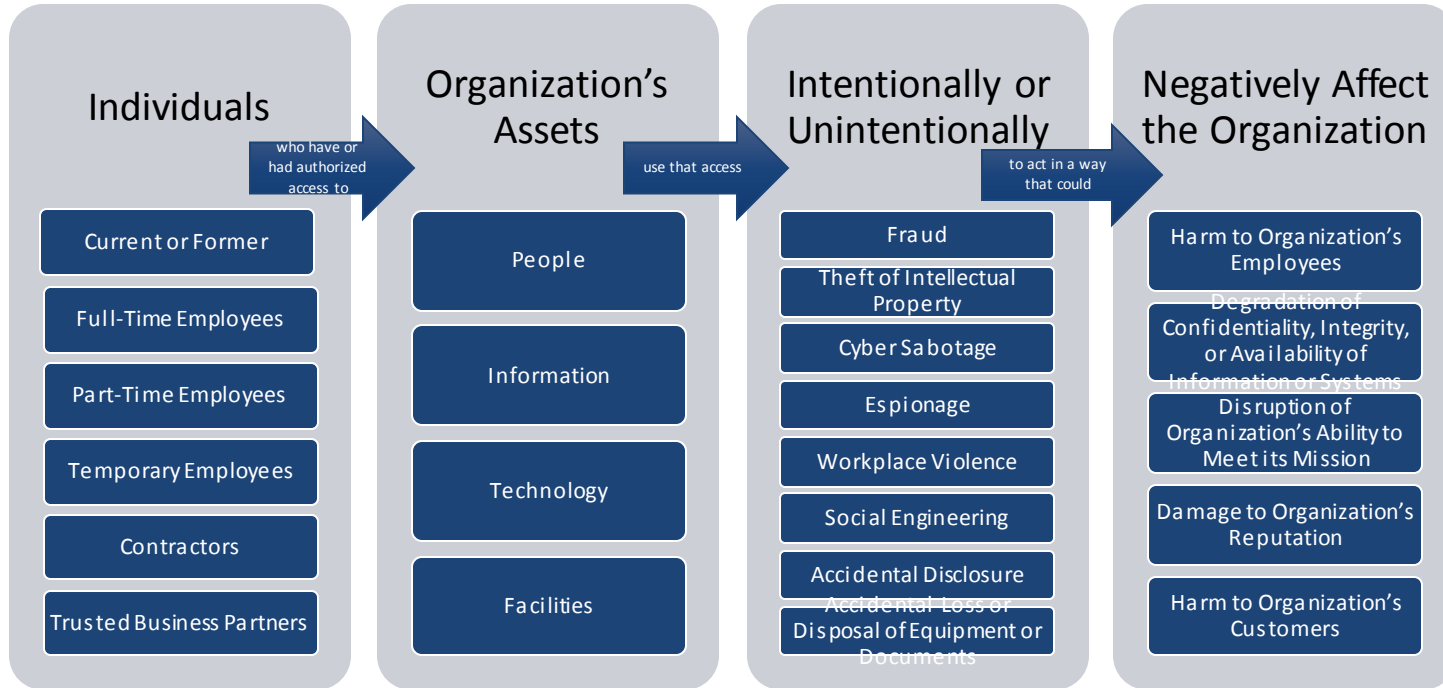 Individuals
who have or
had authorized
access to
Current or Former
Full-Time Employees
Part-Time Employees
Temporary Employees
Contractors
Trusted Business Partners
Organization's
Assets
use that access
People
Information
Technology
Facilities
Intentionally or
Unintentionally
to act in a way
that could
Fraud
Theft of Intellectual
Property
Cyber Sabotage
Espionage
Workplace Violence
Social Engineering
Accidental Disclosure
Accidental Loss or
Disposal of Equipment or
Documents
Negatively Affect
the Organization
Harm to Organization's
Employees
Degradation of
Confidentiality, Integrity,
or Availability of
Information or Systems
Disruption of
Organization's Ability to
Meet its Mission
Damage to Organization's
Reputation
Harm to Organization's
Customers